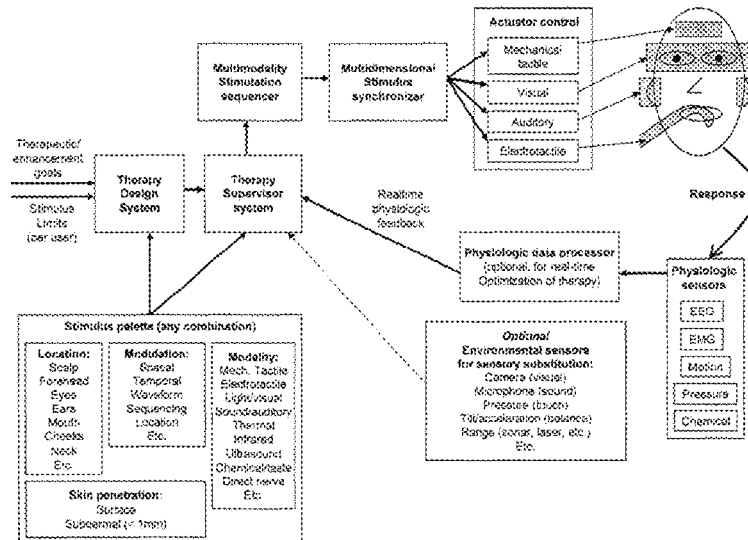 Actuator control
Mechanical
tactile
Visual
Auditory
Electrotactile
Multimodality
Stimulation
sequencer
Multidimensional
Stimulus
synchronizer
Therapeutic/
enhancement
goals
Stimulus
Limits
(per user)
Therapy
Design
System
Therapy
Supervisor
system
Realtime
physiologic
feedback
Response
Physiologic data processor
(optional, for real-time
Optimization of therapy)
Physiologic
sensors
EEG
EMG
Motion
Pressure
Chemical
Stimulus palette (any combination)
Location:
Scalp
Forehead
Eyes
Ears
Mouth
Cheeks
Neck
Etc.
Modulation:
Spacial
Temporal
Waveform
Sequencing
Location
Etc.
Modality:
Mech. Tactile
Electrotactile
Light/visual
Sound/auditory
Thermal
Infrared
Ultrasound
Chemical/taste
Direct nerve
Etc
Skin penetration:
Surface
Subdermal (< 1mm)
Optional
Environmental sensors
for sensory substitution:
Camera (visual)
Microphone (sound)
Pressure (touch)
Tilt/acceleration (balance)
Range (sonar, laser, etc.)
Etc.